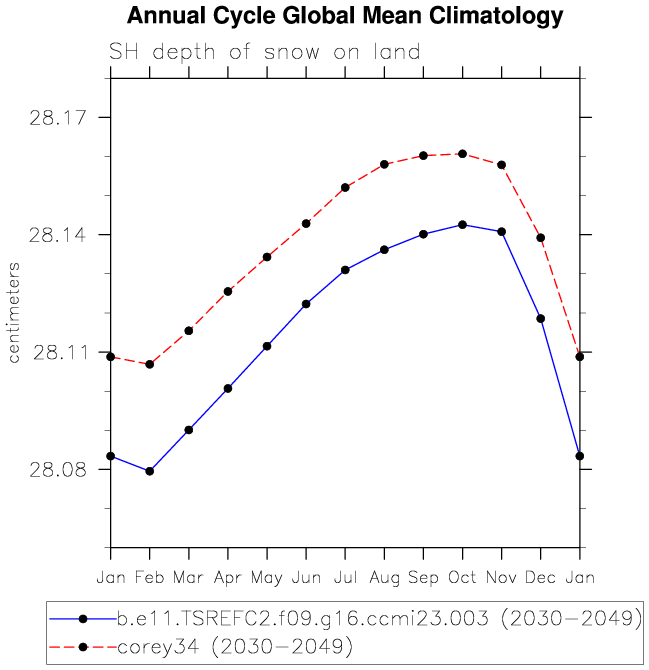 Annual Cycle Global Mean Climatology
SH depth of snow on land
28.17
28.14
28.11
28.08
centimeters
Jan Feb Mar Apr May Jun Jul Aug Sep Oct Nov Dec Jan
b.e11.TSREFC2.f09.g16.ccmi23.003 (2030-2049)
corey34 (2030-2049)